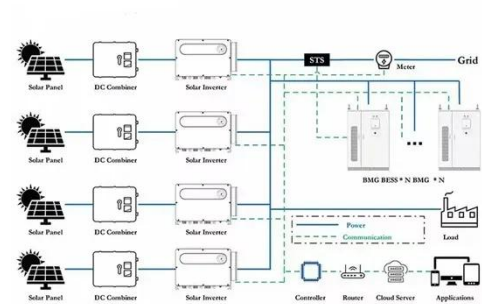 STS
Grid
Meter
Solar Panel
DC Combiner
Solar Inverter
Solar Panel
DC Combiner
Solar Inverter
BMG BESS * N BMG * N
Solar Panel
DC Combiner
Solar Inverter
Power
Communication
Load
Solar Panel
DC Combiner
Solar Inverter
Controller
Router
Cloud Server
Applications